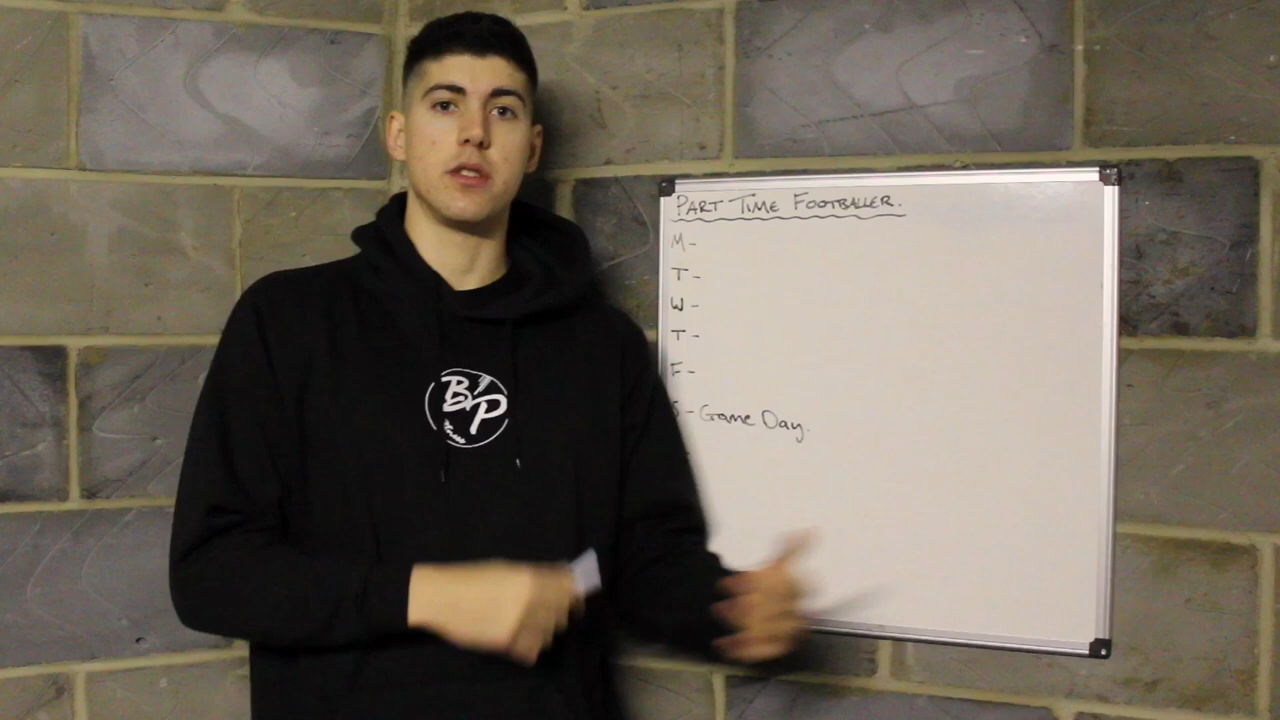 PART TIME FOOTBALLER.
M-
T-
W-
T-
F-
S-Game Day.
BP